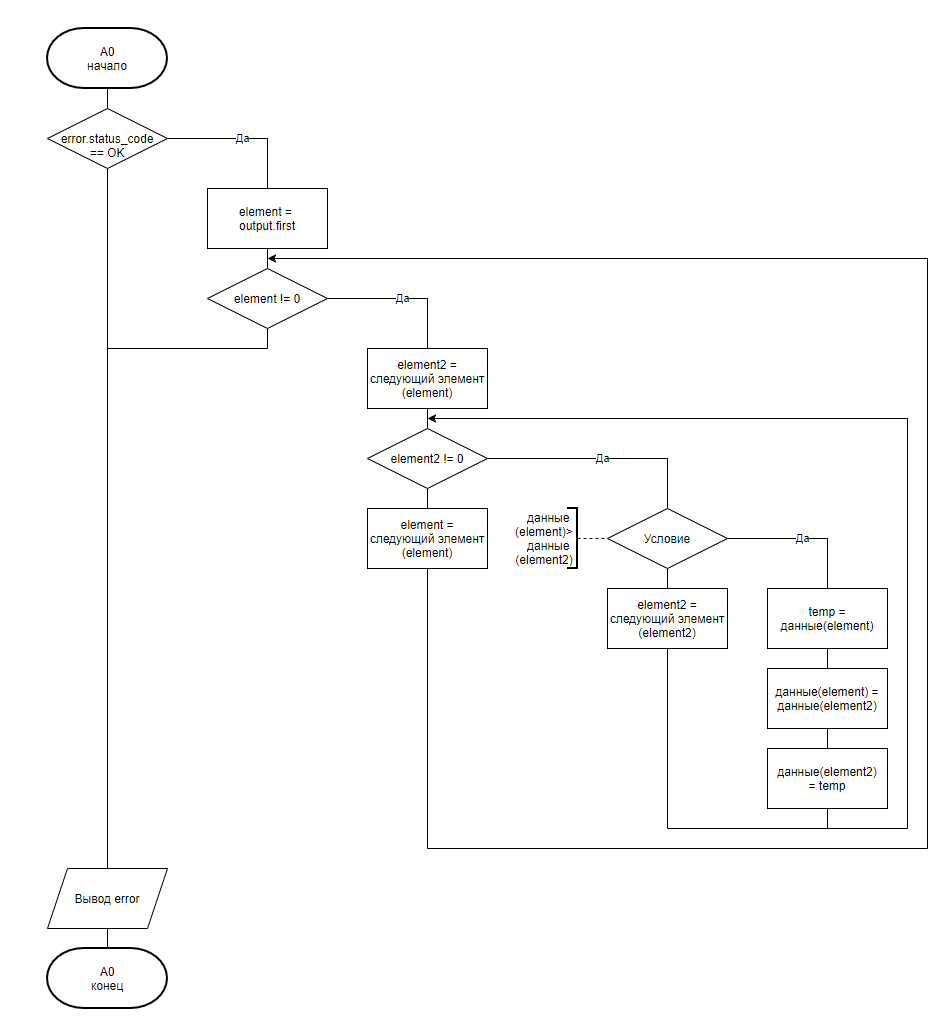 A0
начало
error.status_code
== OK
Да
element =
output.first
element != 0
Да
element2 =
следующий элемент
(element)
element2 != 0
Да
element =
следующий элемент
(element)
данные
(element)>
данные
(element2)
Условие
Да
element2 =
следующий элемент
(element2)
temp =
данные(element)
данные(element) =
данные(element2)
данные(element2)
= temp
Вывод error
A0
конец